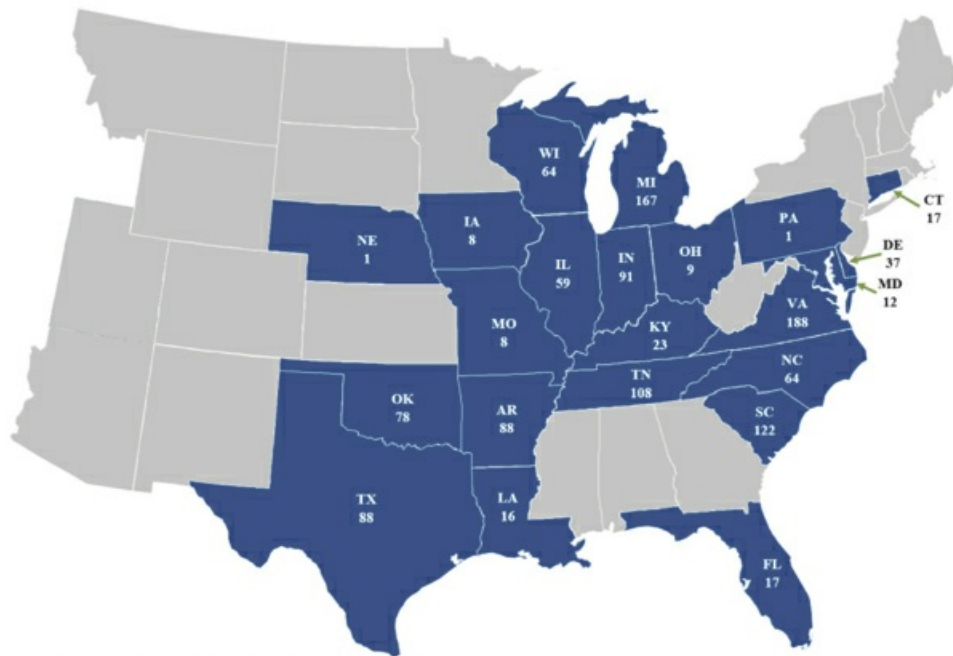 WI
64
MI
167
CT
17
PA
1
NE
1
IA
8
DE
37
OH
9
IN
91
IL
59
MD
12
VA
188
MO
8
KY
23
NC
64
TN
108
OK
78
AR
88
SC
122
TX
88
LA
16
FL
17